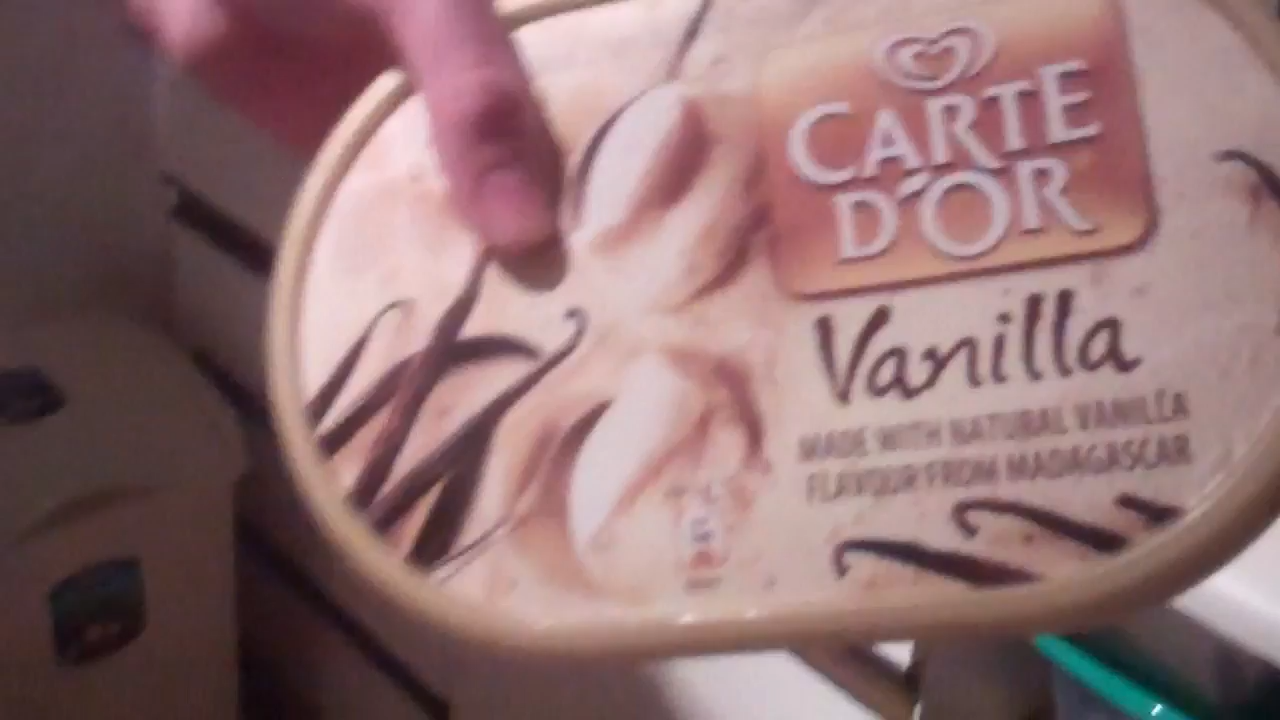 CARTE
D'OR
Vanilla
MADE WITH NATURAL VANILLA
FLAVOUR FROM MADAGASCAR